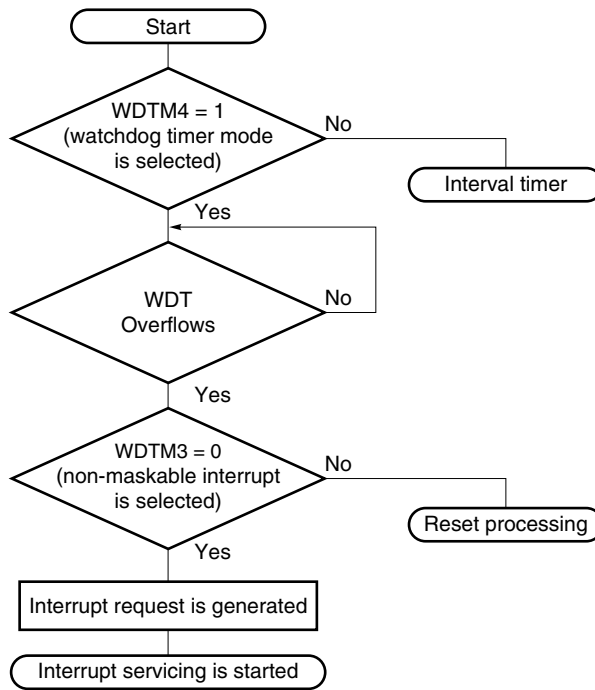 Start
WDTM4 = 1
(watchdog timer mode
is selected)
No
Interval timer
Yes
WDT
Overflows
No
Yes
WDTM3 = 0
(non-maskable interrupt
is selected)
No
Reset processing
Yes
Interrupt request is generated
Interrupt servicing is started